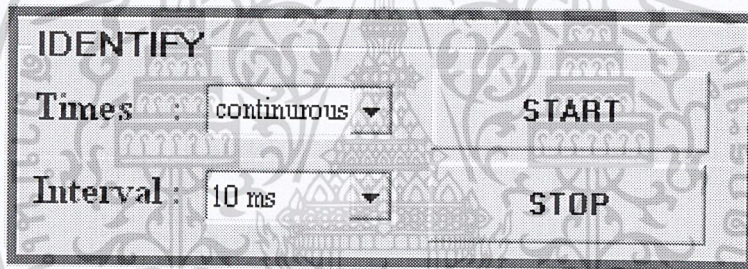 IDENTIFY
Times : continurous START
Interval : 10 ms STOP